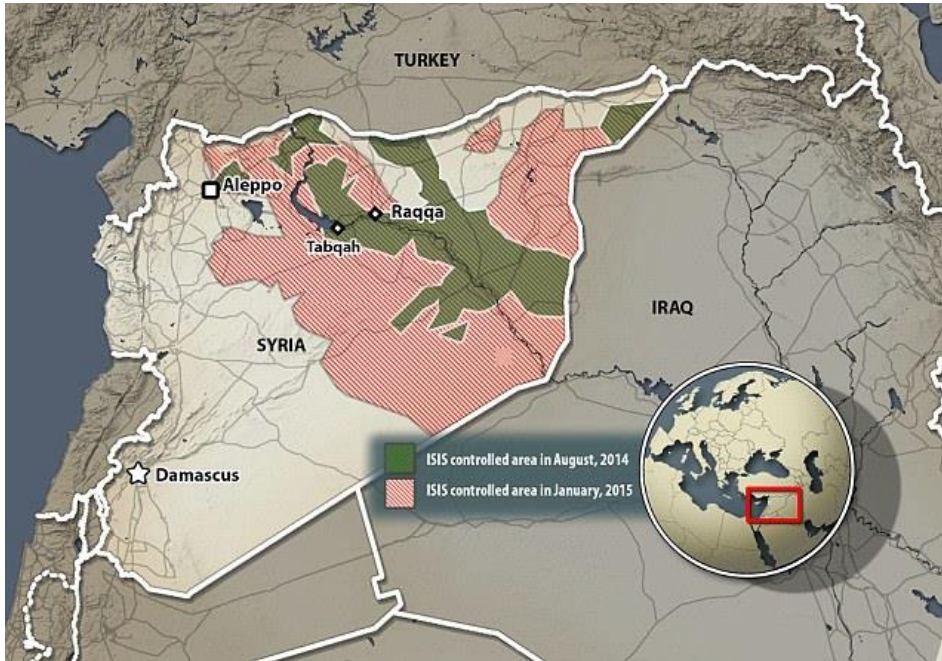 TURKEY
Aleppo
Raqqa
Tabqah
IRAQ
SYRIA
ISIS controlled area in August, 2014
Damascus
ISIS controlled area in January, 2015